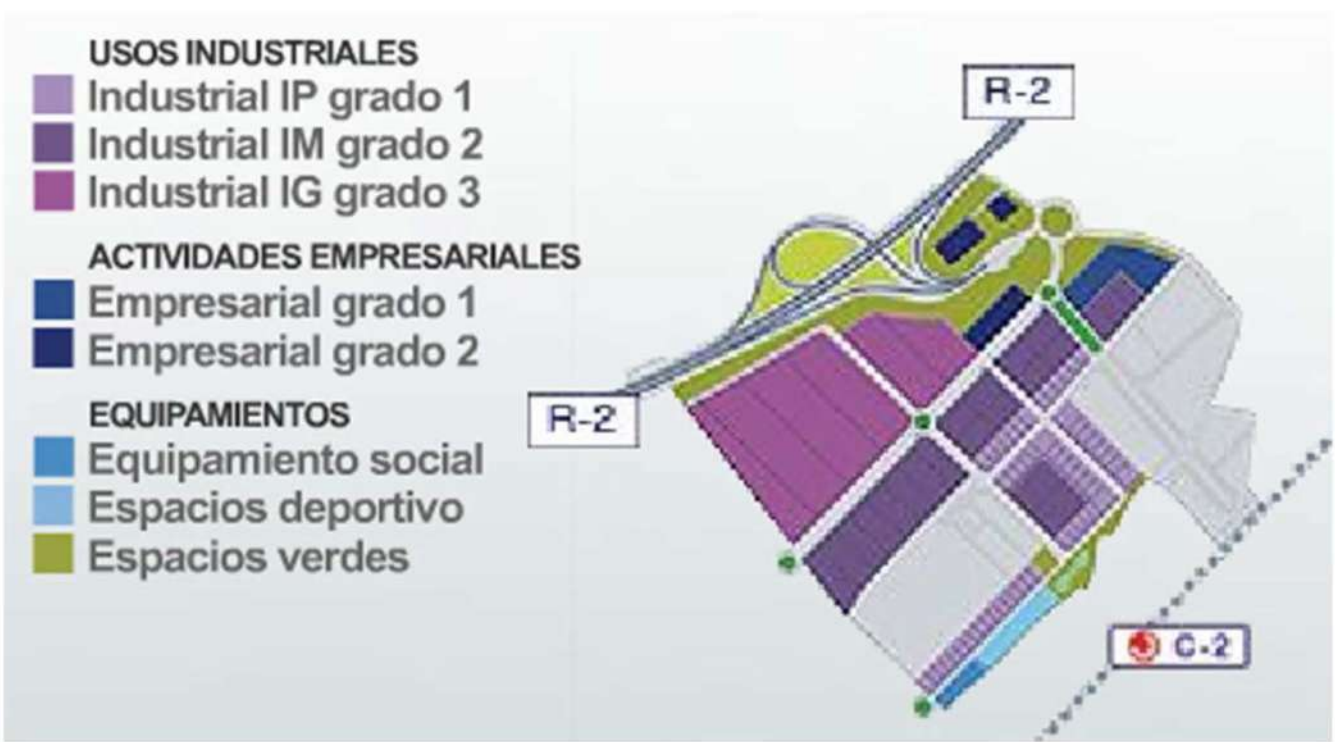 USOS INDUSTRIALES
Industrial IP grado 1
Industrial IM grado 2
Industrial IG grado 3
ACTIVIDADES EMPRESARIALES
Empresarial grado 1
Empresarial grado 2
EQUIPAMIENTOS
Equipamiento social
Espacios deportivo
Espacios verdes
R-2
R-2
C-2